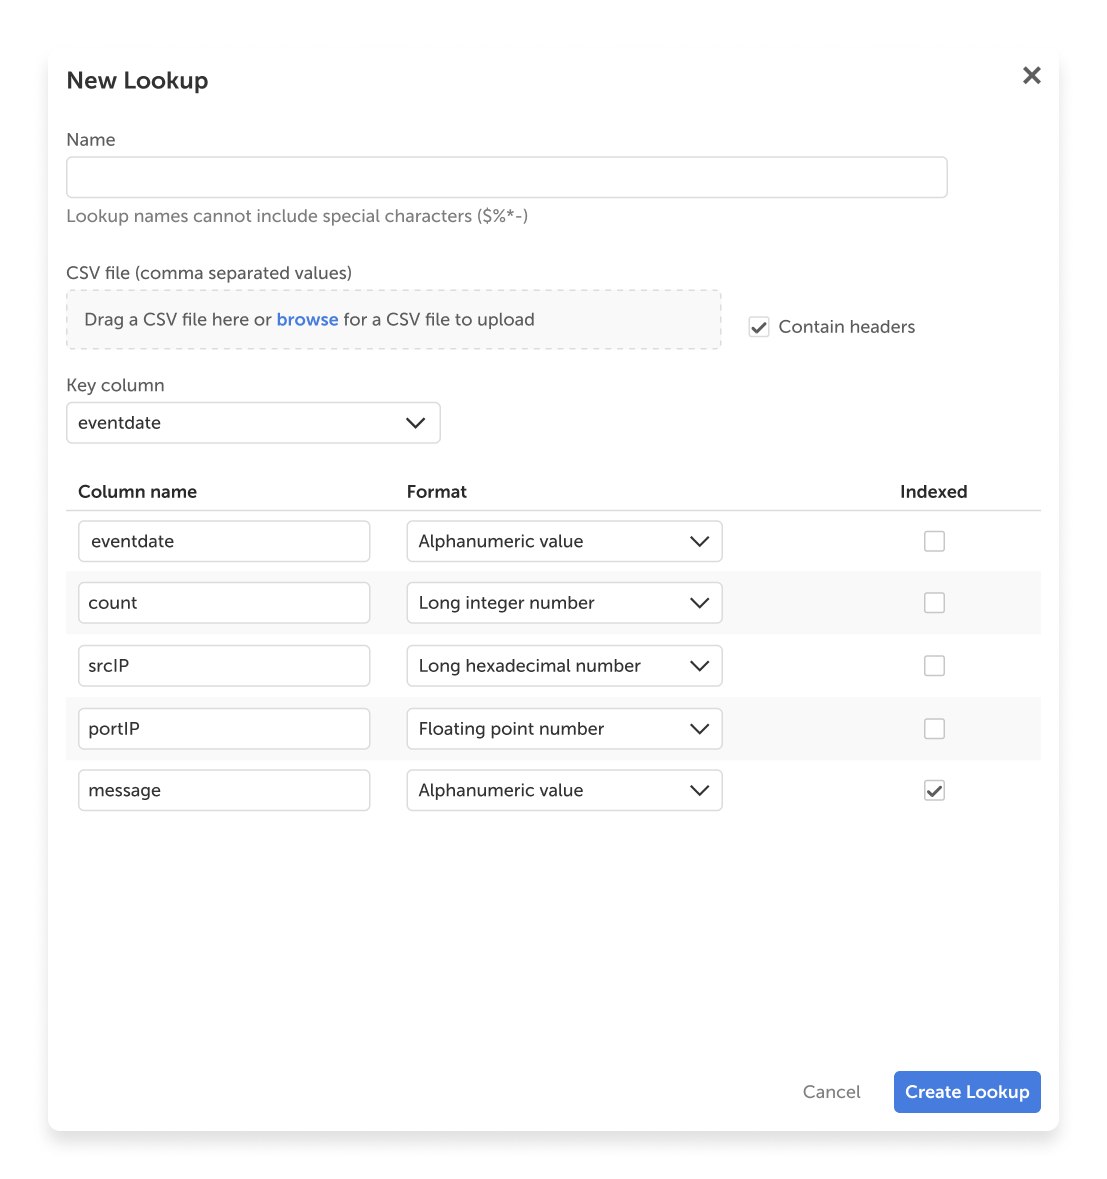 New Lookup
Name
Lookup names cannot include special characters ($%*-)
CSV file (comma separated values)
Drag a CSV file here or browse for a CSV file to upload
Contain headers
Key column
eventdate
Column name Format Indexed
eventdate Alphanumeric value
count Long integer number
srcIP Long hexadecimal number
portIP Floating point number
message Alphanumeric value
Cancel Create Lookup